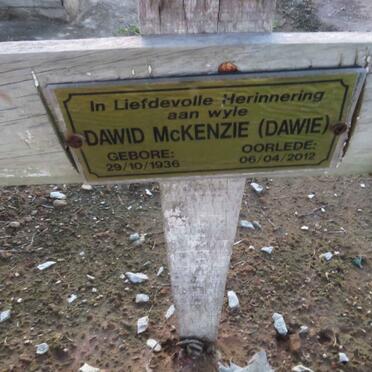 In Liefdevolle Herinnering
aan wyle
DAWID McKENZIE (DAWIE)
GEBORE: OORLEDE:
29/10/1936 06/04/2012